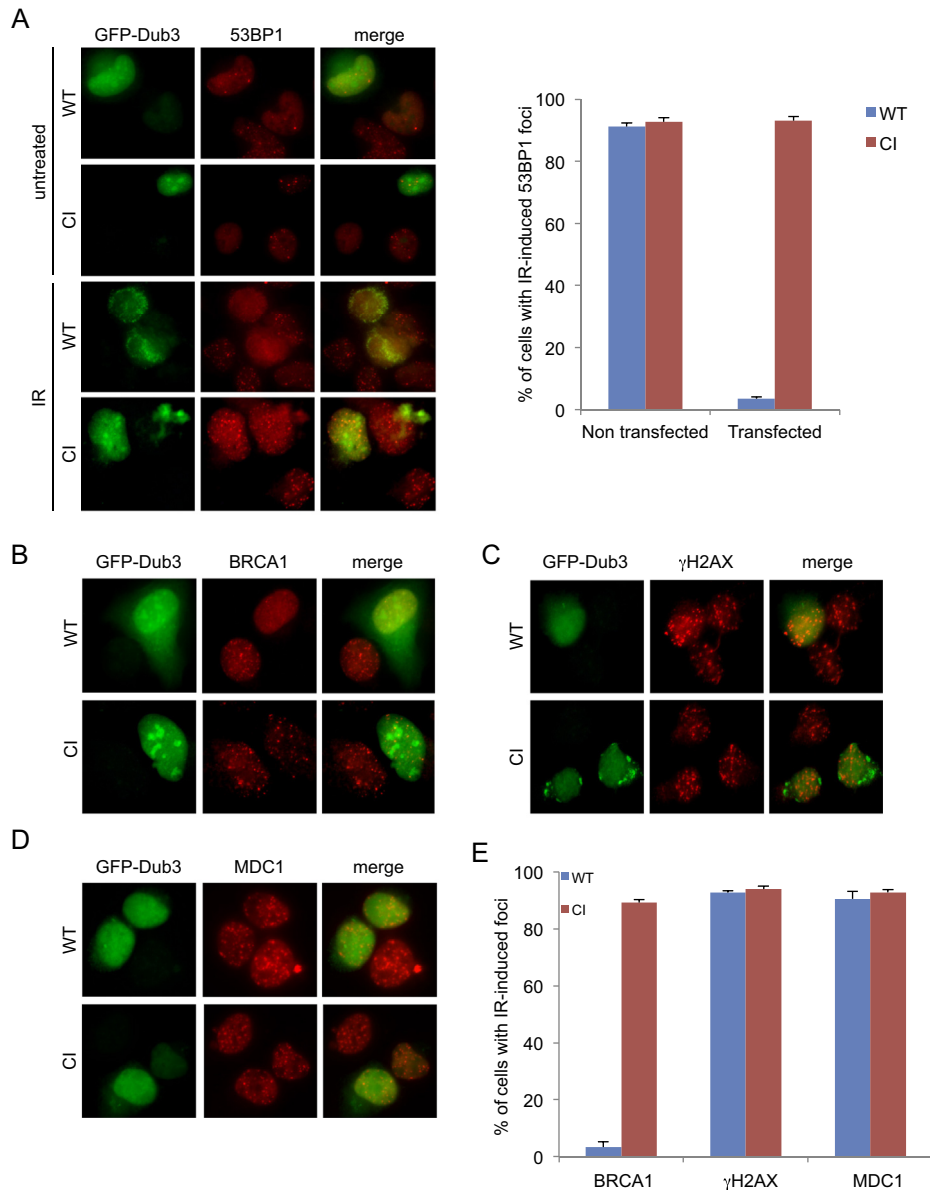 A
GFP-Dub3 53BP1 merge
untreated
WT
CI
IR
WT
CI
% of cells with IR-induced 53BP1 foci
100
80
60
40
20
0
Non transfected Transfected
WT
CI
B
GFP-Dub3 BRCA1 merge
WT
CI
C
GFP-Dub3 γH2AX merge
WT
CI
D
GFP-Dub3 MDC1 merge
WT
CI
E
% of cells with IR-induced foci
100
80
60
40
20
0
WT
CI
BRCA1 γH2AX MDC1